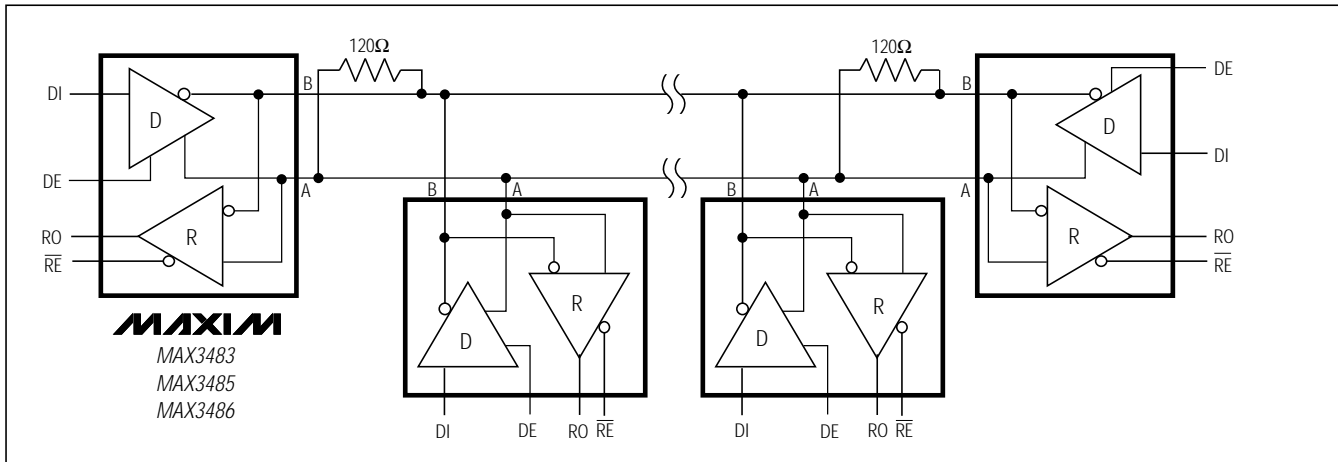 120Ω
120Ω
B
B
DI
D
DE
D
DI
DE
A
B
A
B
A
A
RO
R
RE
R
RO
RE
R
R
D
D
MAXIM
MAX3483
MAX3485
MAX3486
DI
DE
RO
RE
DI
DE
RO
RE